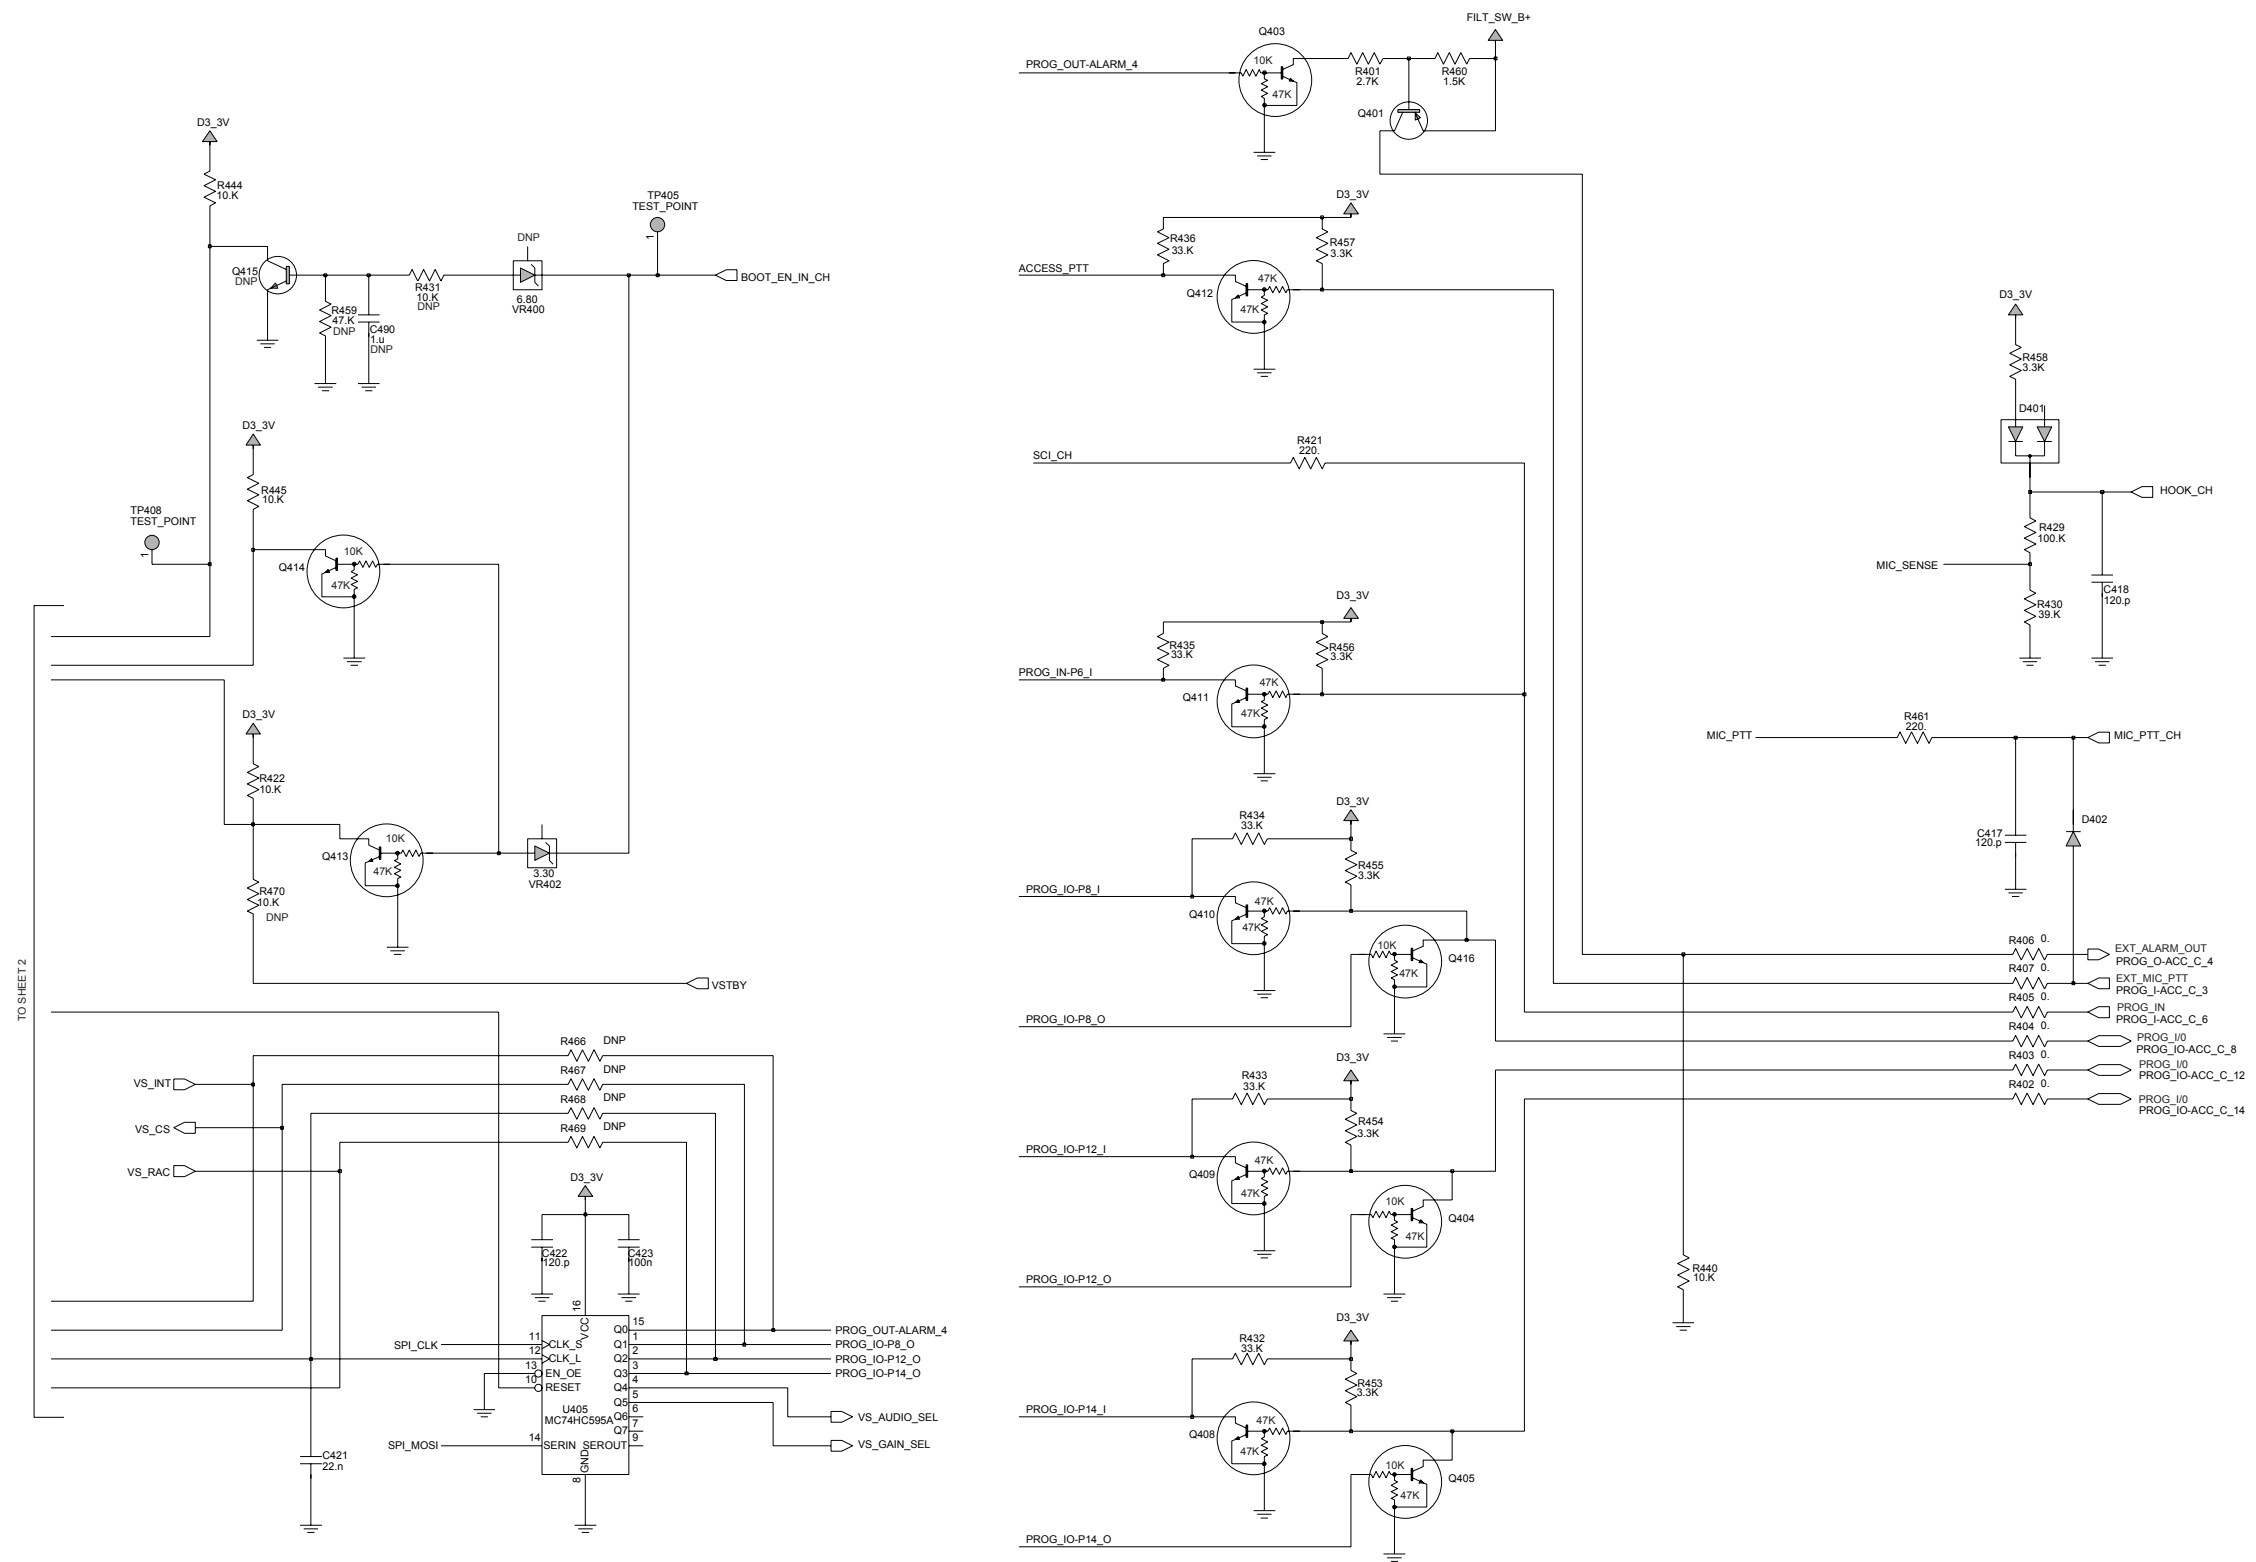 FILT_SW_B+
Q403
PROG_OUT-ALARM_4
10K
47K
R401
2.7K
R460
1.5K
Q401
D3_3V
R444
10.K
TP405
TEST_POINT
1
DNP
Q415
DNP
R431
10.K
DNP
6.80
VR400
BOOT_EN_IN_CH
R459
47.K
DNP
C490
1.u
DNP
D3_3V
R436
33.K
R457
3.3K
ACCESS_PTT
Q412
47K
47K
D3_3V
R458
3.3K
D401
HOOK_CH
R429
100.K
MIC_SENSE
R430
39.K
C418
120.p
SCI_CH
R421
220.
D3_3V
R445
10.K
TP408
TEST_POINT
1
Q414
10K
47K
D3_3V
R435
33.K
R456
3.3K
PROG_IN-P6_I
Q411
47K
47K
D3_3V
R422
10.K
Q413
10K
47K
3.30
VR402
R470
10.K
DNP
VSTBY
R461
220.
MIC_PTT
MIC_PTT_CH
C417
120.p
D402
D3_3V
R434
33.K
R455
3.3K
PROG_IO-P8_I
Q410
47K
47K
10K
47K
Q416
PROG_IO-P8_O
R406 0.
EXT_ALARM_OUT
PROG_O-ACC_C_4
R407 0.
EXT_MIC_PTT
PROG_I-ACC_C_3
R405 0.
PROG_IN
PROG_I-ACC_C_6
R404 0.
PROG_I/0
PROG_IO-ACC_C_8
R403 0.
PROG_I/0
PROG_IO-ACC_C_12
R402 0.
PROG_I/0
PROG_IO-ACC_C_14
TO SHEET 2
R466 DNP
VS_INT
R467 DNP
R468 DNP
VS_CS
R469 DNP
VS_RAC
D3_3V
R433
33.K
R454
3.3K
PROG_IO-P12_I
Q409
47K
47K
10K
47K
Q404
PROG_IO-P12_O
R440
10.K
D3_3V
C422
120.p
C423
100n
16
VCC
SPI_CLK
11
CLK_S
12
CLK_L
13
EN_OE
10
RESET
U405
MC74HC595A
SPI_MOSI
14
SERIN
SEROUT
GND
8
Q0
15
PROG_OUT-ALARM_4
Q1
1
PROG_IO-P8_O
Q2
2
PROG_IO-P12_O
Q3
3
PROG_IO-P14_O
Q4
4
VS_AUDIO_SEL
Q5
5
VS_GAIN_SEL
Q6
6
Q7
7
9
C421
22.n
D3_3V
R432
33.K
R453
3.3K
PROG_IO-P14_I
Q408
47K
47K
10K
47K
Q405
PROG_IO-P14_O